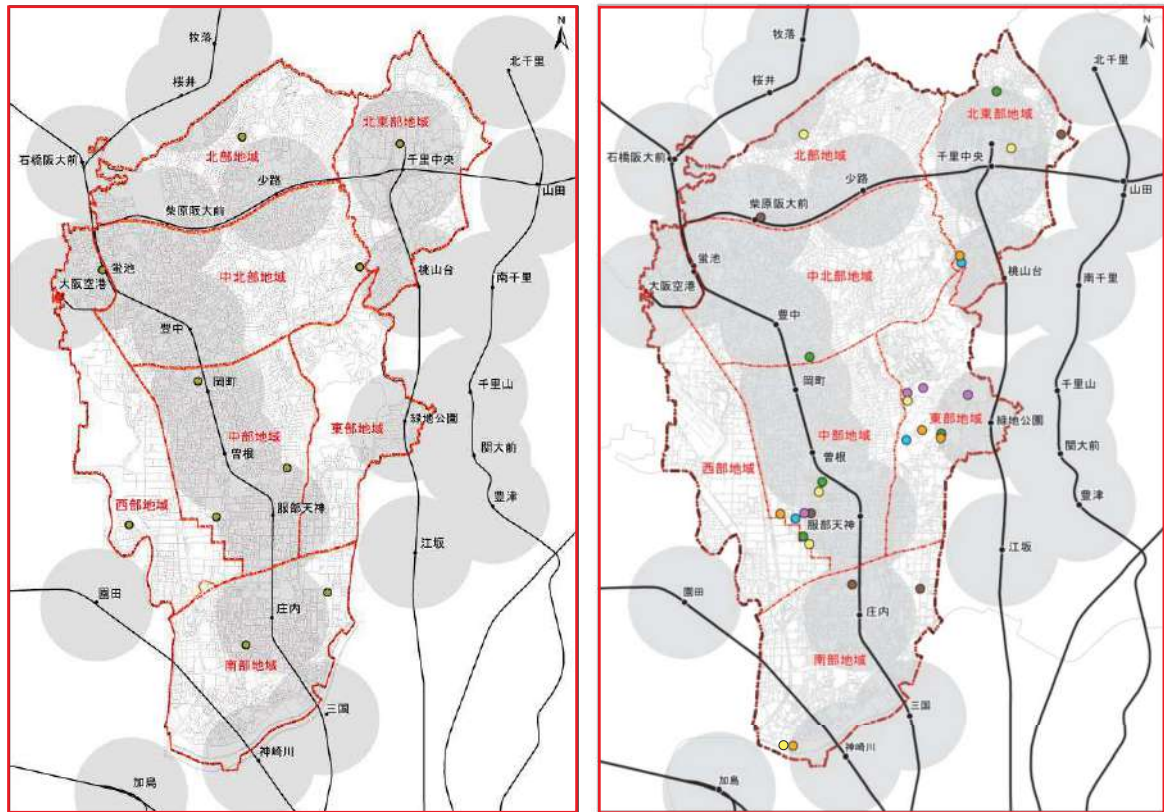 N
牧落
北千里
桜井
北東部地域
北部地域
千里中央
石橋阪大前
少路
山田
柴原阪大前
蛍池
中北部地域
桃山台
大阪空港
南千里
豊中
千里山
岡町
緑地公園
中部地域
東部地域
関大前
曽根
西部地域
豊津
服部天神
江坂
園田
庄内
南部地域
三国
神崎川
加島
N
牧落
北千里
桜井
北東部地域
北部地域
石橋阪大前
千里中央
少路
山田
柴原阪大前
蛍池
中北部地域
桃山台
大阪空港
南千里
豊中
岡町
千里山
東部地域
緑地公園
中部地域
曽根
関大前
西部地域
豊津
服部天神
江坂
園田
庄内
南部地域
三国
神崎川
加島